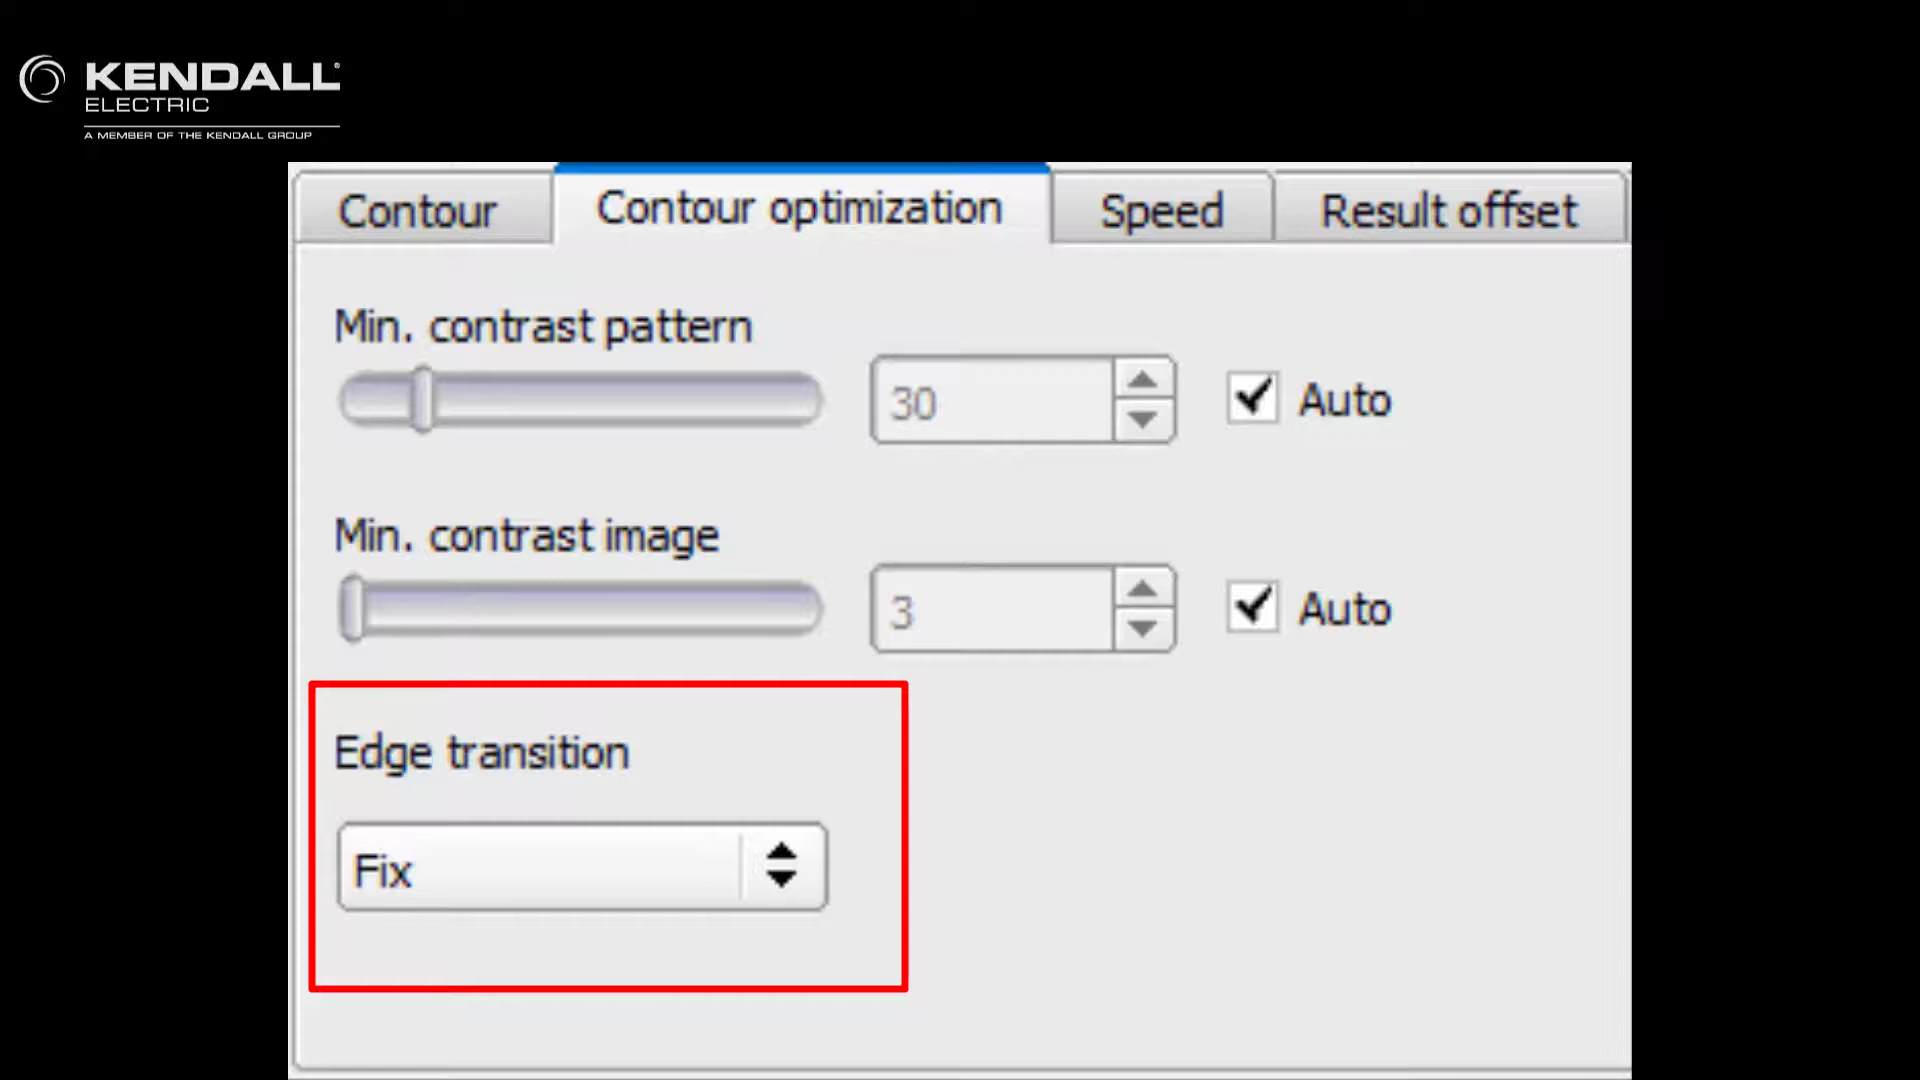 KENDALL
ELECTRIC
A MEMBER OF THE KENDALL GROUP
Contour
Contour optimization
Speed
Result offset
Min. contrast pattern
30
Auto
Min. contrast image
3
Auto
Edge transition
Fix